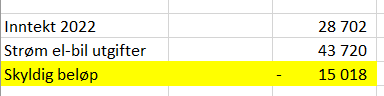 Inntekt 2022 28 702
Strøm el-bil utgifter 43 720
Skyldig beløp - 15 018